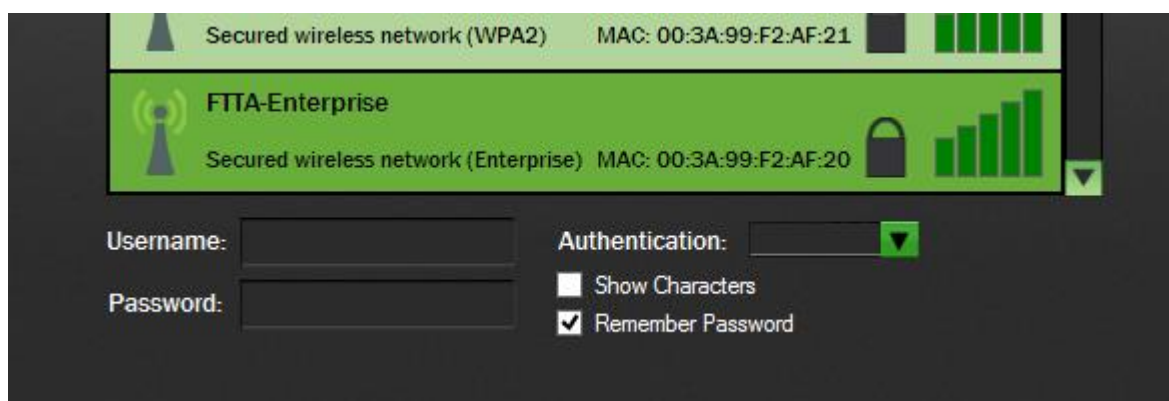 Secured wireless network (WPA2) MAC: 00:3A:99:F2:AF:21
FTTA-Enterprise
Secured wireless network (Enterprise) MAC: 00:3A:99:F2:AF:20
Username: Authentication:
Show Characters
Password:
Remember Password